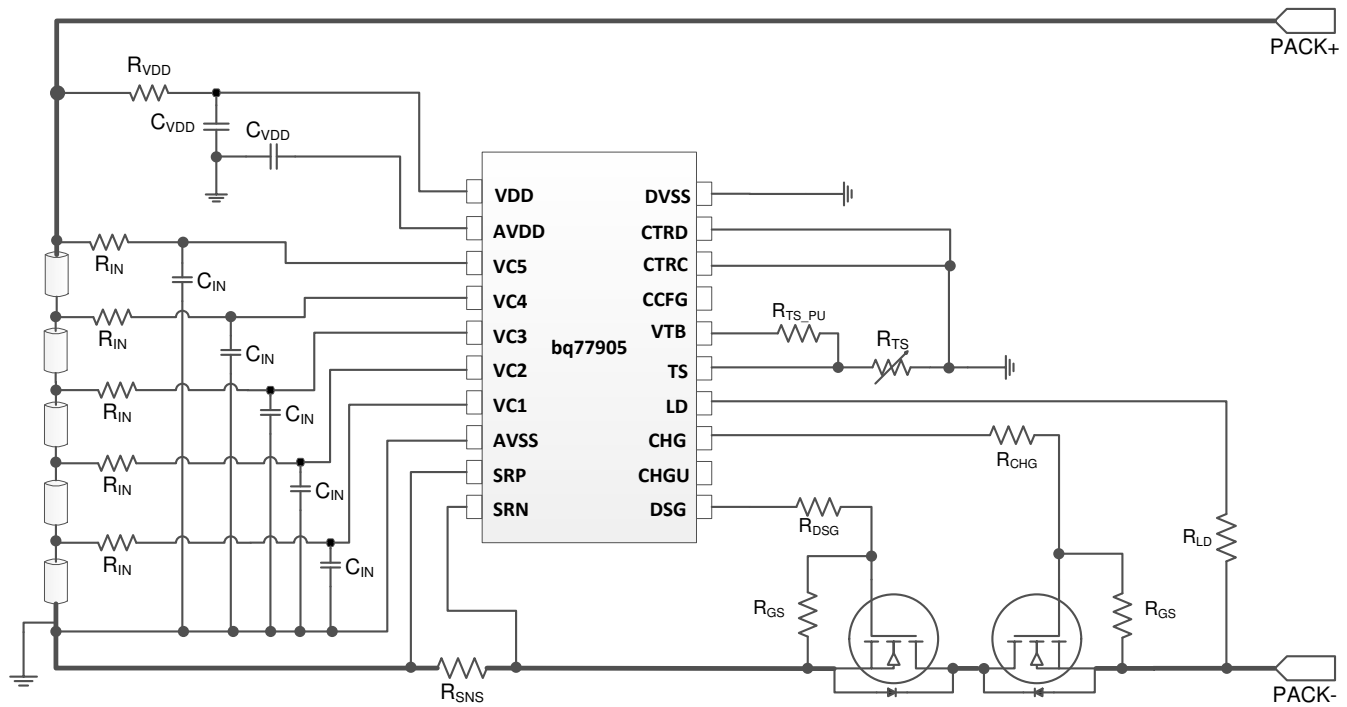 PACK+
RVDD
CVDD
CVDD
RIN
CIN
RIN
CIN
RIN
CIN
RIN
CIN
RIN
CIN
VDD
AVDD
VC5
VC4
VC3
VC2
VC1
AVSS
SRP
SRN
bq77905
DVSS
CTRD
CTRC
CCFG
VTB
TS
LD
CHG
CHGU
DSG
RTS_PU
RTS
RCHG
RDSG
RLD
RGS
RGS
RSNS
PACK-